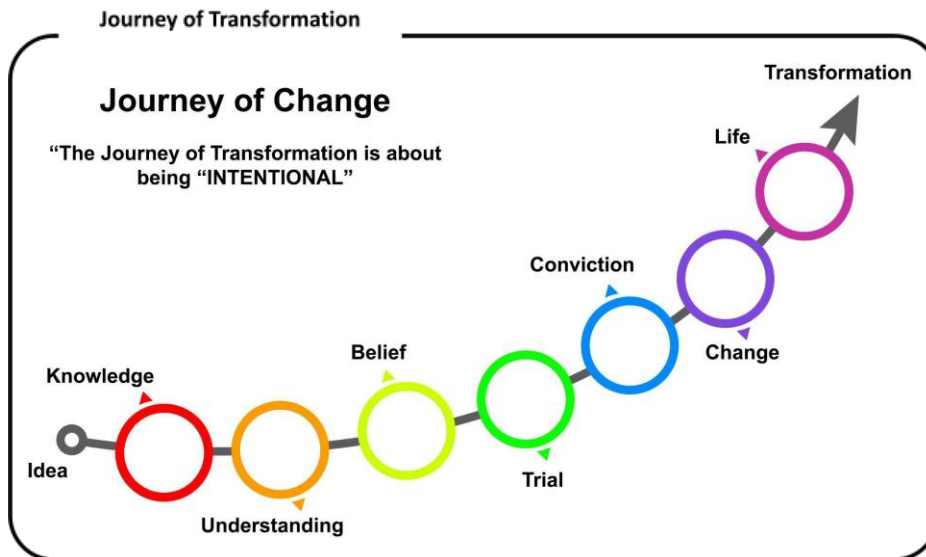 Journey of Transformation
Journey of Change
“The Journey of Transformation is about
being “INTENTIONAL”
Transformation
Life
Conviction
Change
Belief
Knowledge
Trial
Idea
Understanding